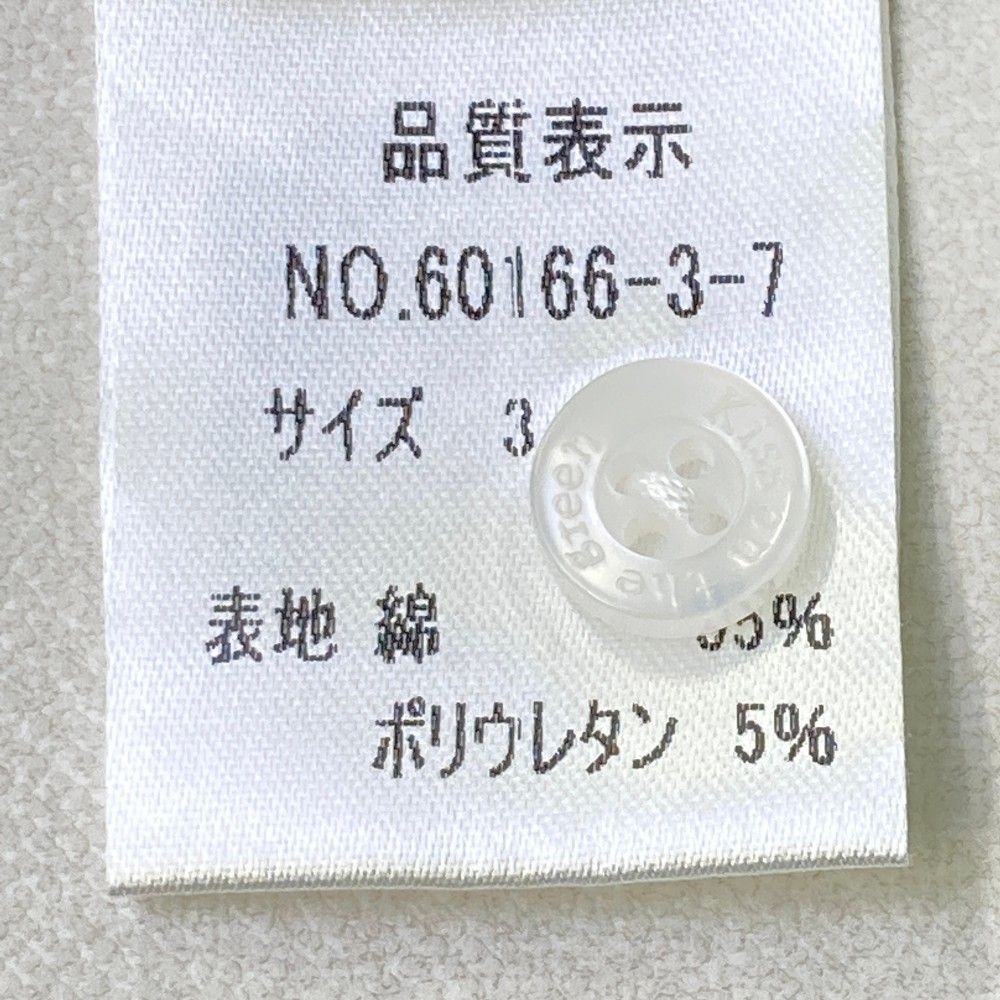 品質表示
NO.60166-3-7
サイズ 3
表地 綿 %
ポリウレタン 5%
green